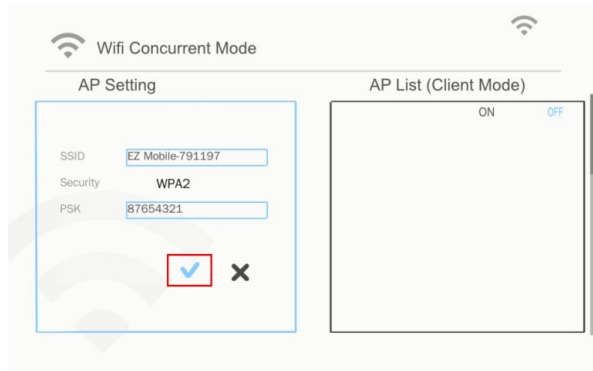 Wifi Concurrent Mode
AP Setting
AP List (Client Mode)
ON OFF
SSID EZ Mobile-791197
Security WPA2
PSK 87654321